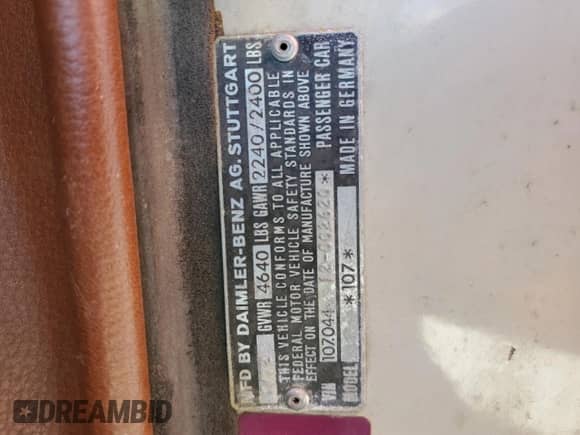 MFD BY DAIMLER-BENZ AG. STUTTGART
GVWR 4640 LBS GAWR 2240/2400 LBS
THIS VEHICLE CONFORMS TO ALL APPLICABLE
FEDERAL MOTOR VEHICLE SAFETY STANDARDS IN
EFFECT ON THE DATE OF MANUFACTURE SHOWN ABOVE
VIN 107.044 PASSENGER CAR
MODEL *107* MADE IN GERMANY
DREAMBID